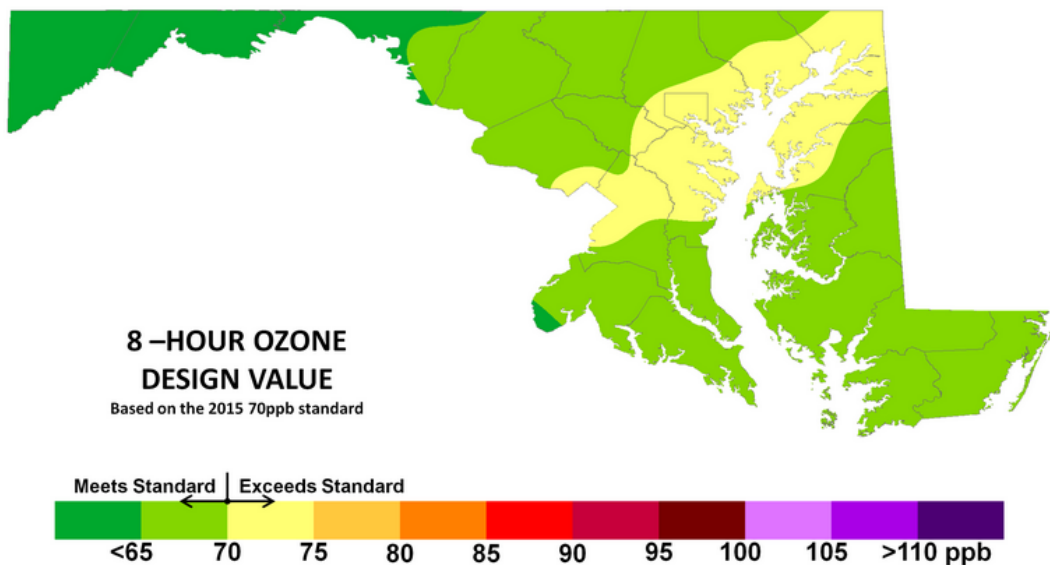 8 –HOUR OZONE
DESIGN VALUE
Based on the 2015 70ppb standard
Meets Standard Exceeds Standard
<65 70 75 80 85 90 95 100 105 >110 ppb